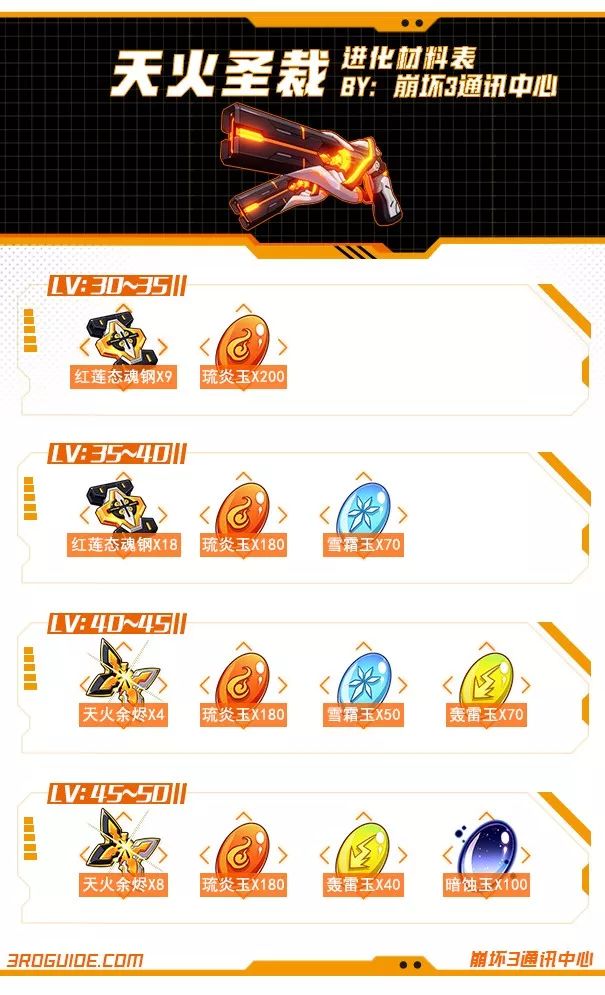 天火圣裁
进化材料表
BY：崩坏3通讯中心
LV:30~35
红莲态魂钢X9
琉炎玉X200
LV:35~40
红莲态魂钢X18
琉炎玉X180
雪霜玉X70
LV:40~45
天火余烬X4
琉炎玉X180
雪霜玉X50
轰雷玉X70
LV:45~50
天火余烬X8
琉炎玉X180
轰雷玉X40
暗蚀玉X100
3ROGUIDE.COM
崩坏3通讯中心